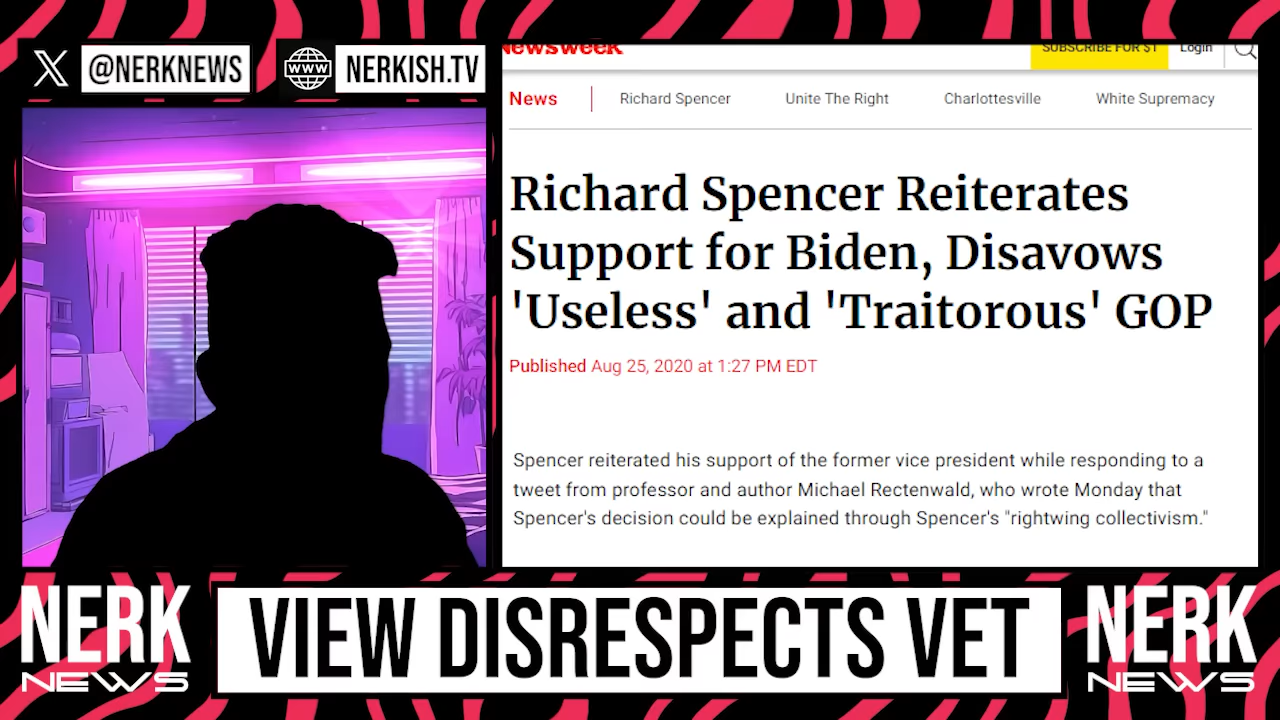 @NERKNEWS
WWW
NERKISH.TV
Newsweek
SUBSCRIBE FOR $1
Login
News
Richard Spencer
Unite The Right
Charlottesville
White Supremacy
Richard Spencer Reiterates
Support for Biden, Disavows
'Useless' and 'Traitorous' GOP
Published Aug 25, 2020 at 1:27 PM EDT
Spencer reiterated his support of the former vice president while responding to a
tweet from professor and author Michael Rectenwald, who wrote Monday that
Spencer's decision could be explained through Spencer's "rightwing collectivism."
NERK
NEWS
VIEW DISRESPECTS VET
NERK
NEWS